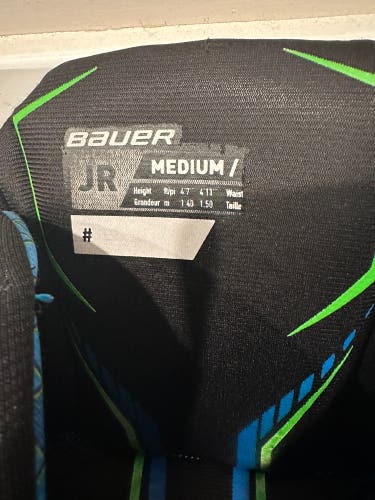 BAUER
JR MEDIUM /
Height ft/pi 4'7 4'11 Waist
Grandeur m 1.40 1.50 Taille
#